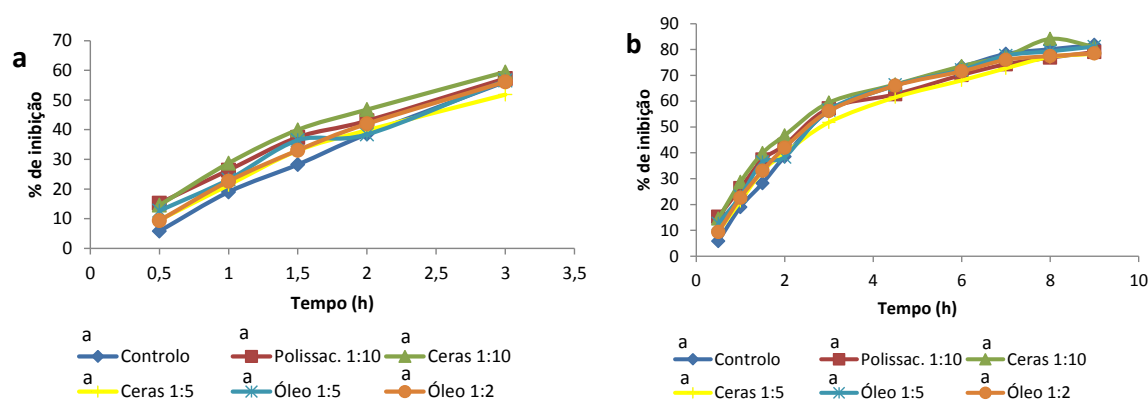 a
% de inibição
70
60
50
40
30
20
10
0
0 0,5 1 1,5 2 2,5 3 3,5
Tempo (h)
a a a
Controlo Polissac. 1:10 Ceras 1:10
a a a
Ceras 1:5 Óleo 1:5 Óleo 1:2
b
% de inibição
90
80
70
60
50
40
30
20
10
0
0 2 4 6 8 10
Tempo (h)
a a a
Controlo Polissac. 1:10 Ceras 1:10
a a a
Ceras 1:5 Óleo 1:5 Óleo 1:2